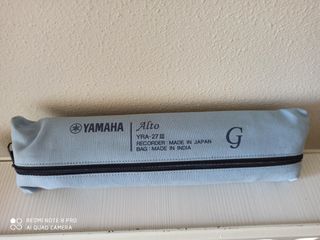 YAMAHA
Alto
YRA-27III
RECORDER : MADE IN JAPAN
BAG : MADE IN INDIA
G
REDMI NOTE 8 PRO
AI QUAD CAMERA